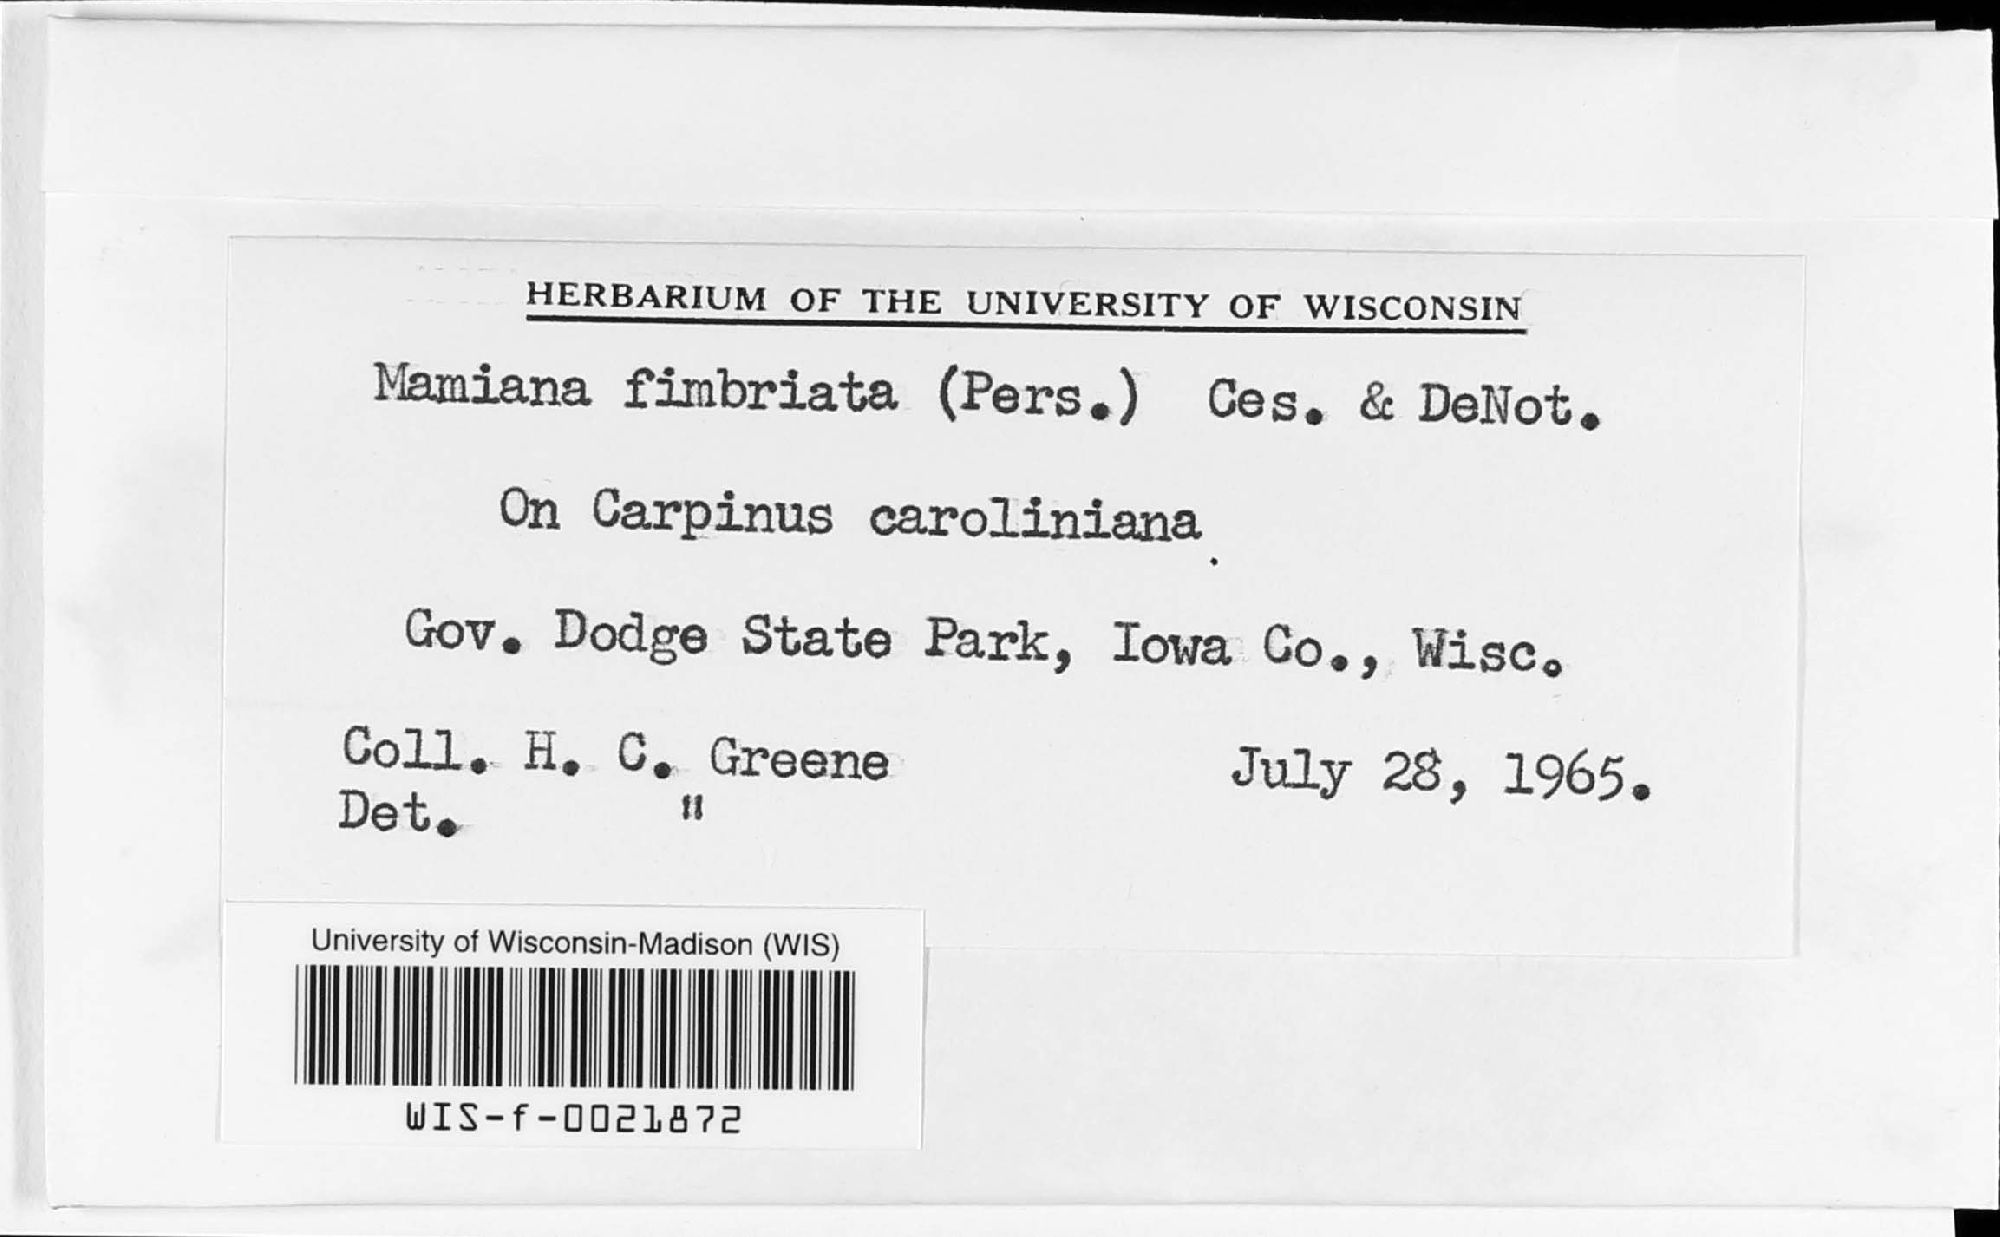 HERBARIUM OF THE UNIVERSITY OF WISCONSIN
Mamiana fimbriata (Pers.) Ces. & DeNot.
On Carpinus caroliniana
Gov. Dodge State Park, Iowa Co., Wisc.
Coll. H. C. Greene July 28, 1965.
Det. "
University of Wisconsin-Madison (WIS)
WIS-f-0021872